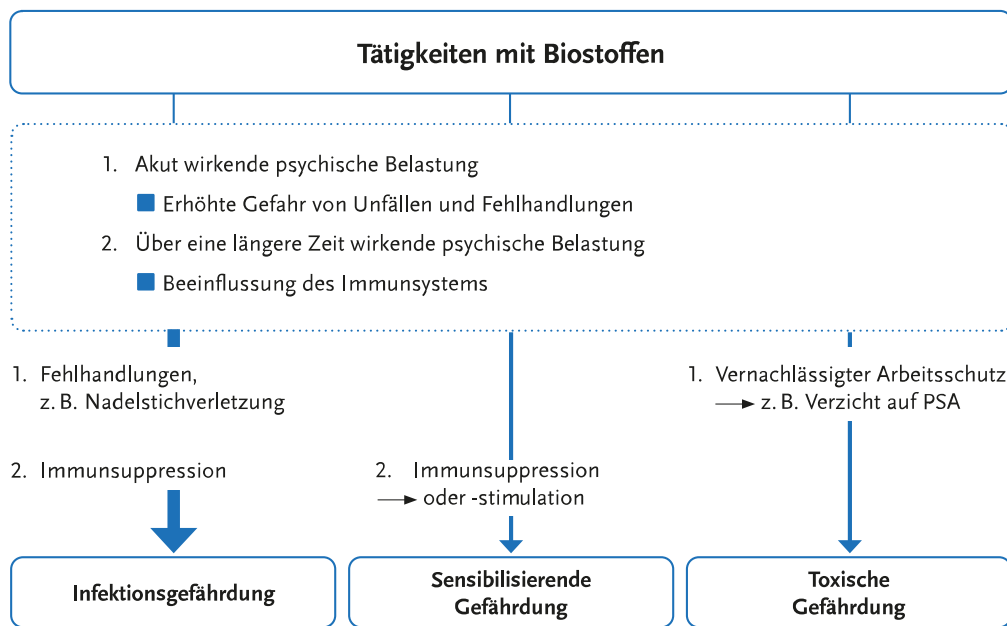 Tätigkeiten mit Biostoffen
1. Akut wirkende psychische Belastung
Erhöhte Gefahr von Unfällen und Fehlhandlungen
2. Über eine längere Zeit wirkende psychische Belastung
Beeinflussung des Immunsystems
1. Fehlhandlungen,
z. B. Nadelstichverletzung
2. Immunsuppression
2. Immunsuppression
oder -stimulation
1. Vernachlässigter Arbeitsschutz
z. B. Verzicht auf PSA
Infektionsgefährdung
Sensibilisierende
Gefährdung
Toxische
Gefährdung